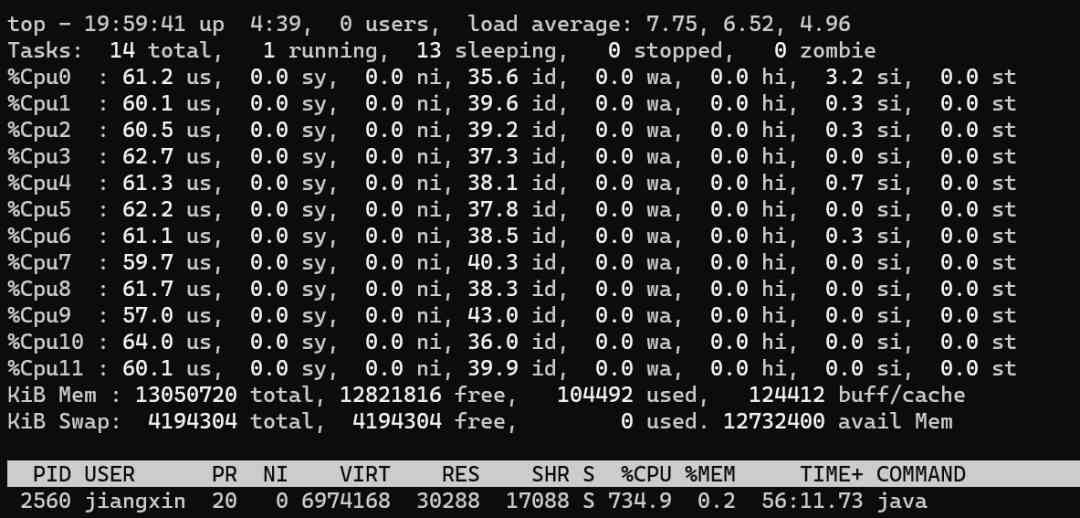 top - 19:59:41 up  4:39,  0 users,  load average: 7.75, 6.52, 4.96
Tasks:  14 total,   1 running,  13 sleeping,   0 stopped,   0 zombie
%Cpu0  : 61.2 us,  0.0 sy,  0.0 ni, 35.6 id,  0.0 wa,  0.0 hi,  3.2 si,  0.0 st
%Cpu1  : 60.1 us,  0.0 sy,  0.0 ni, 39.6 id,  0.0 wa,  0.0 hi,  0.3 si,  0.0 st
%Cpu2  : 60.5 us,  0.0 sy,  0.0 ni, 39.2 id,  0.0 wa,  0.0 hi,  0.3 si,  0.0 st
%Cpu3  : 62.7 us,  0.0 sy,  0.0 ni, 37.3 id,  0.0 wa,  0.0 hi,  0.0 si,  0.0 st
%Cpu4  : 61.3 us,  0.0 sy,  0.0 ni, 38.1 id,  0.0 wa,  0.0 hi,  0.7 si,  0.0 st
%Cpu5  : 62.2 us,  0.0 sy,  0.0 ni, 37.8 id,  0.0 wa,  0.0 hi,  0.0 si,  0.0 st
%Cpu6  : 61.1 us,  0.0 sy,  0.0 ni, 38.5 id,  0.0 wa,  0.0 hi,  0.3 si,  0.0 st
%Cpu7  : 59.7 us,  0.0 sy,  0.0 ni, 40.3 id,  0.0 wa,  0.0 hi,  0.0 si,  0.0 st
%Cpu8  : 61.7 us,  0.0 sy,  0.0 ni, 38.3 id,  0.0 wa,  0.0 hi,  0.0 si,  0.0 st
%Cpu9  : 57.0 us,  0.0 sy,  0.0 ni, 43.0 id,  0.0 wa,  0.0 hi,  0.0 si,  0.0 st
%Cpu10 : 64.0 us,  0.0 sy,  0.0 ni, 36.0 id,  0.0 wa,  0.0 hi,  0.0 si,  0.0 st
%Cpu11 : 60.1 us,  0.0 sy,  0.0 ni, 39.9 id,  0.0 wa,  0.0 hi,  0.0 si,  0.0 st
KiB Mem : 13050720 total, 12821816 free,   104492 used,   124412 buff/cache
KiB Swap:  4194304 total,  4194304 free,        0 used. 12732400 avail Mem
  PID USER      PR  NI    VIRT    RES    SHR S  %CPU %MEM     TIME+ COMMAND
 2560 jiangxin  20   0 6974168  30288  17088 S 734.9  0.2  56:11.73 java